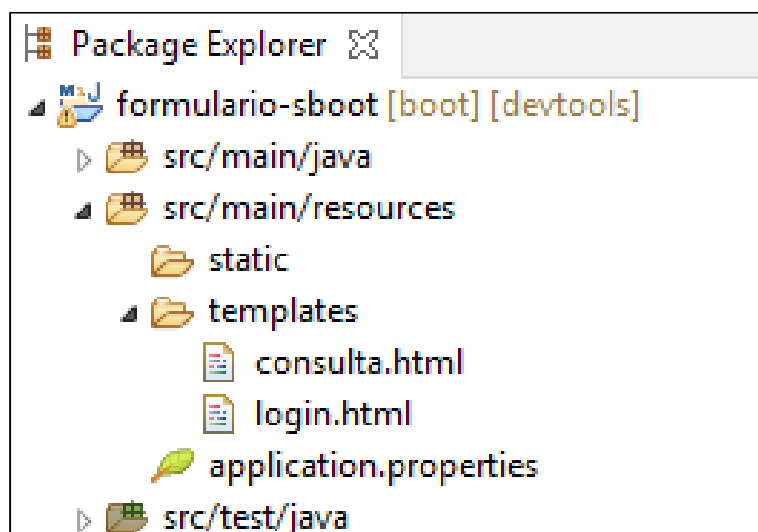 Package Explorer
formulario-sboot [boot] [devtools]
src/main/java
src/main/resources
static
templates
consulta.html
login.html
application.properties
src/test/java